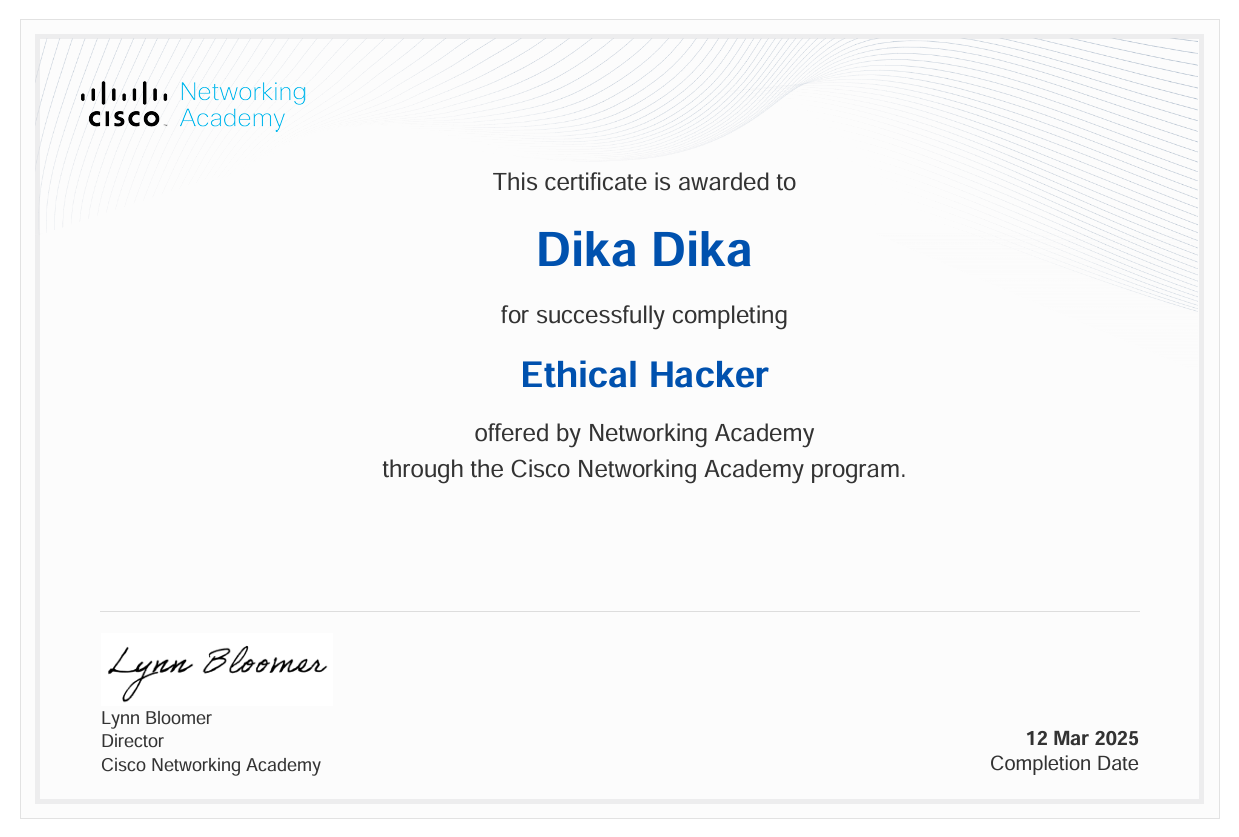 Networking
CISCO Academy
This certificate is awarded to
Dika Dika
for successfully completing
Ethical Hacker
offered by Networking Academy
through the Cisco Networking Academy program.
Lynn Bloomer
Lynn Bloomer
Director
Cisco Networking Academy
12 Mar 2025
Completion Date